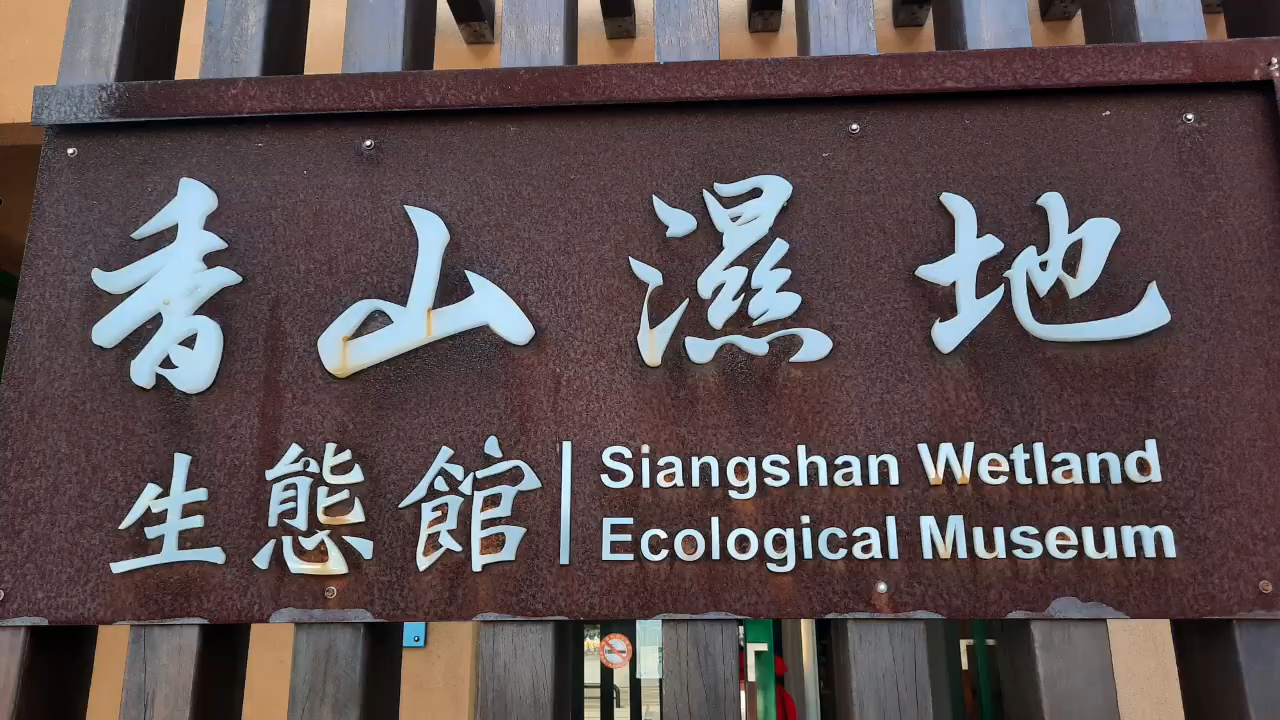 香山濕地
生態館
Siangshan Wetland
Ecological Museum